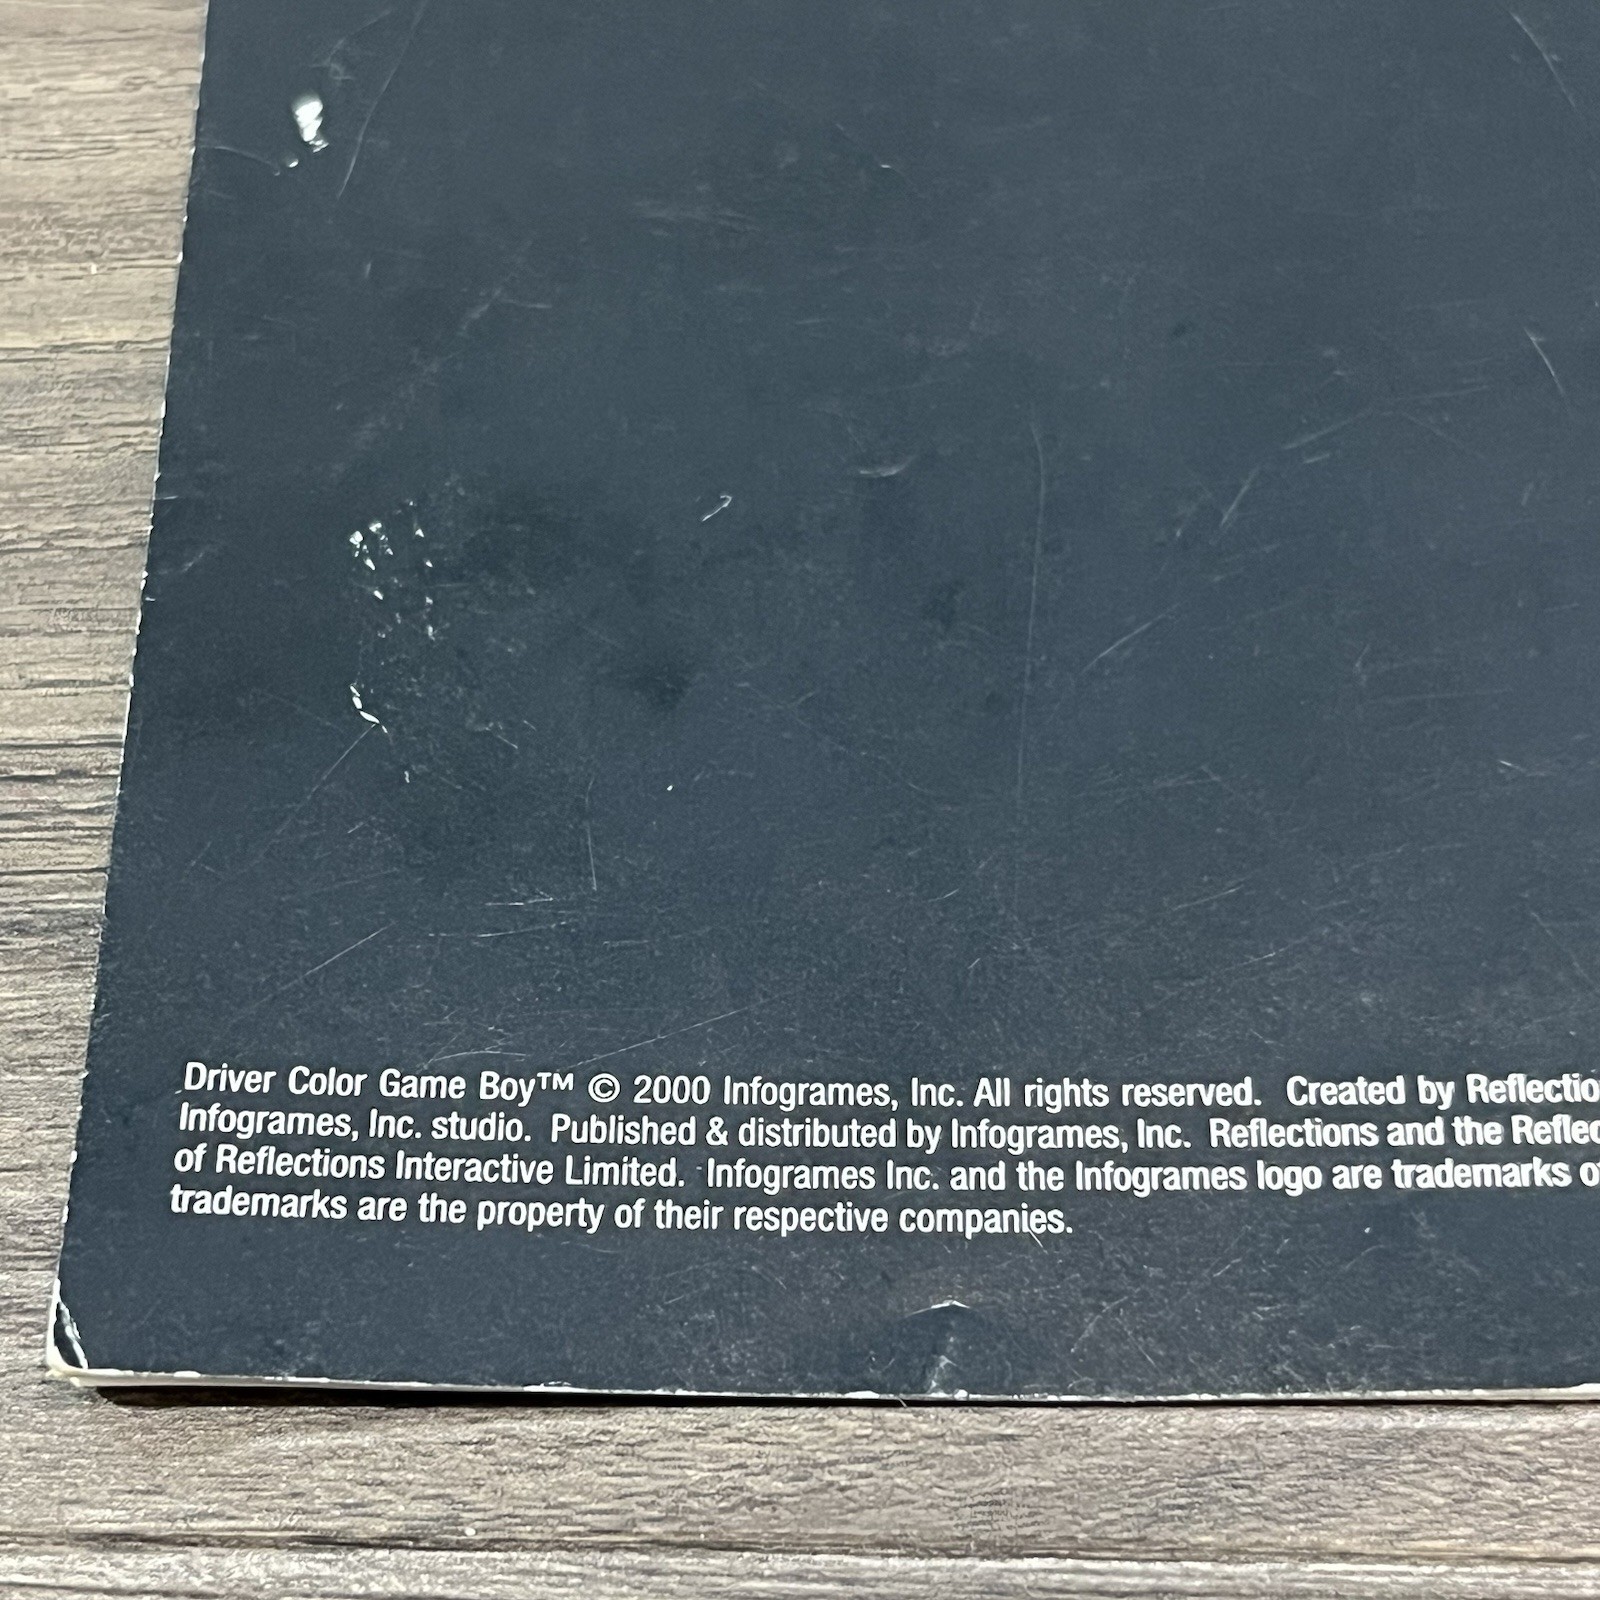 Driver Color Game Boy™ © 2000 Infogrames, Inc. All rights reserved. Created by
Infogrames, Inc. studio. Published & distributed by Infogrames, Inc. Reflections and the
of Reflections Interactive Limited. Infogrames Inc. and the Infogrames logo are trademarks
trademarks are the property of their respective companies.